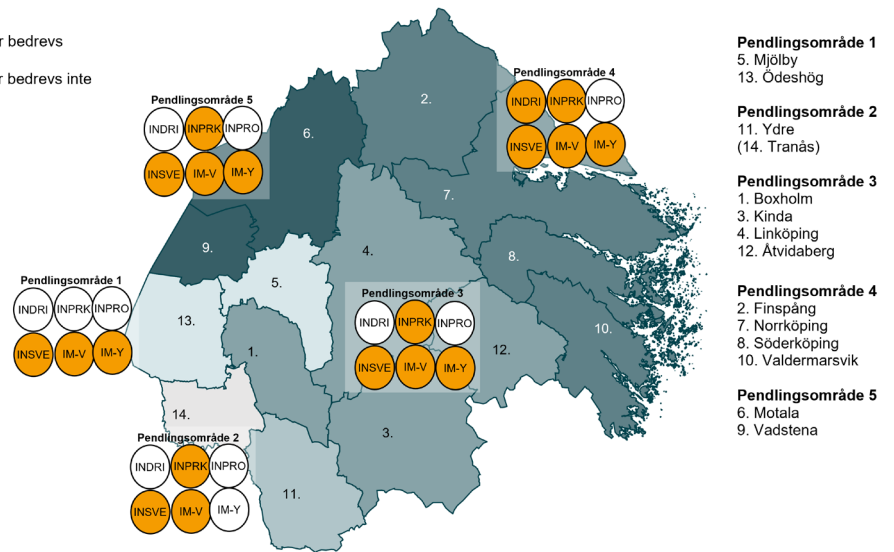 r bedrevs
r bedrevs inte
Pendlingsområde 5
INDRI INPRK INPRO
INSVE IM-V IM-Y
Pendlingsområde 4
INDRI INPRK INPRO
INSVE IM-V IM-Y
Pendlingsområde 1
INDRI INPRK INPRO
INSVE IM-V IM-Y
Pendlingsområde 3
INDRI INPRK INPRO
INSVE IM-V IM-Y
Pendlingsområde 2
INDRI INPRK INPRO
INSVE IM-V IM-Y
2.
6.
7.
9.
4.
8.
5.
13.
10.
1.
12.
14.
3.
11.
Pendlingsområde 1
5. Mjölby
13. Ödeshög
Pendlingsområde 2
11. Ydre
(14. Tranås)
Pendlingsområde 3
1. Boxholm
3. Kinda
4. Linköping
12. Åtvidaberg
Pendlingsområde 4
2. Finspång
7. Norrköping
8. Söderköping
10. Valdermarsvik
Pendlingsområde 5
6. Motala
9. Vadstena